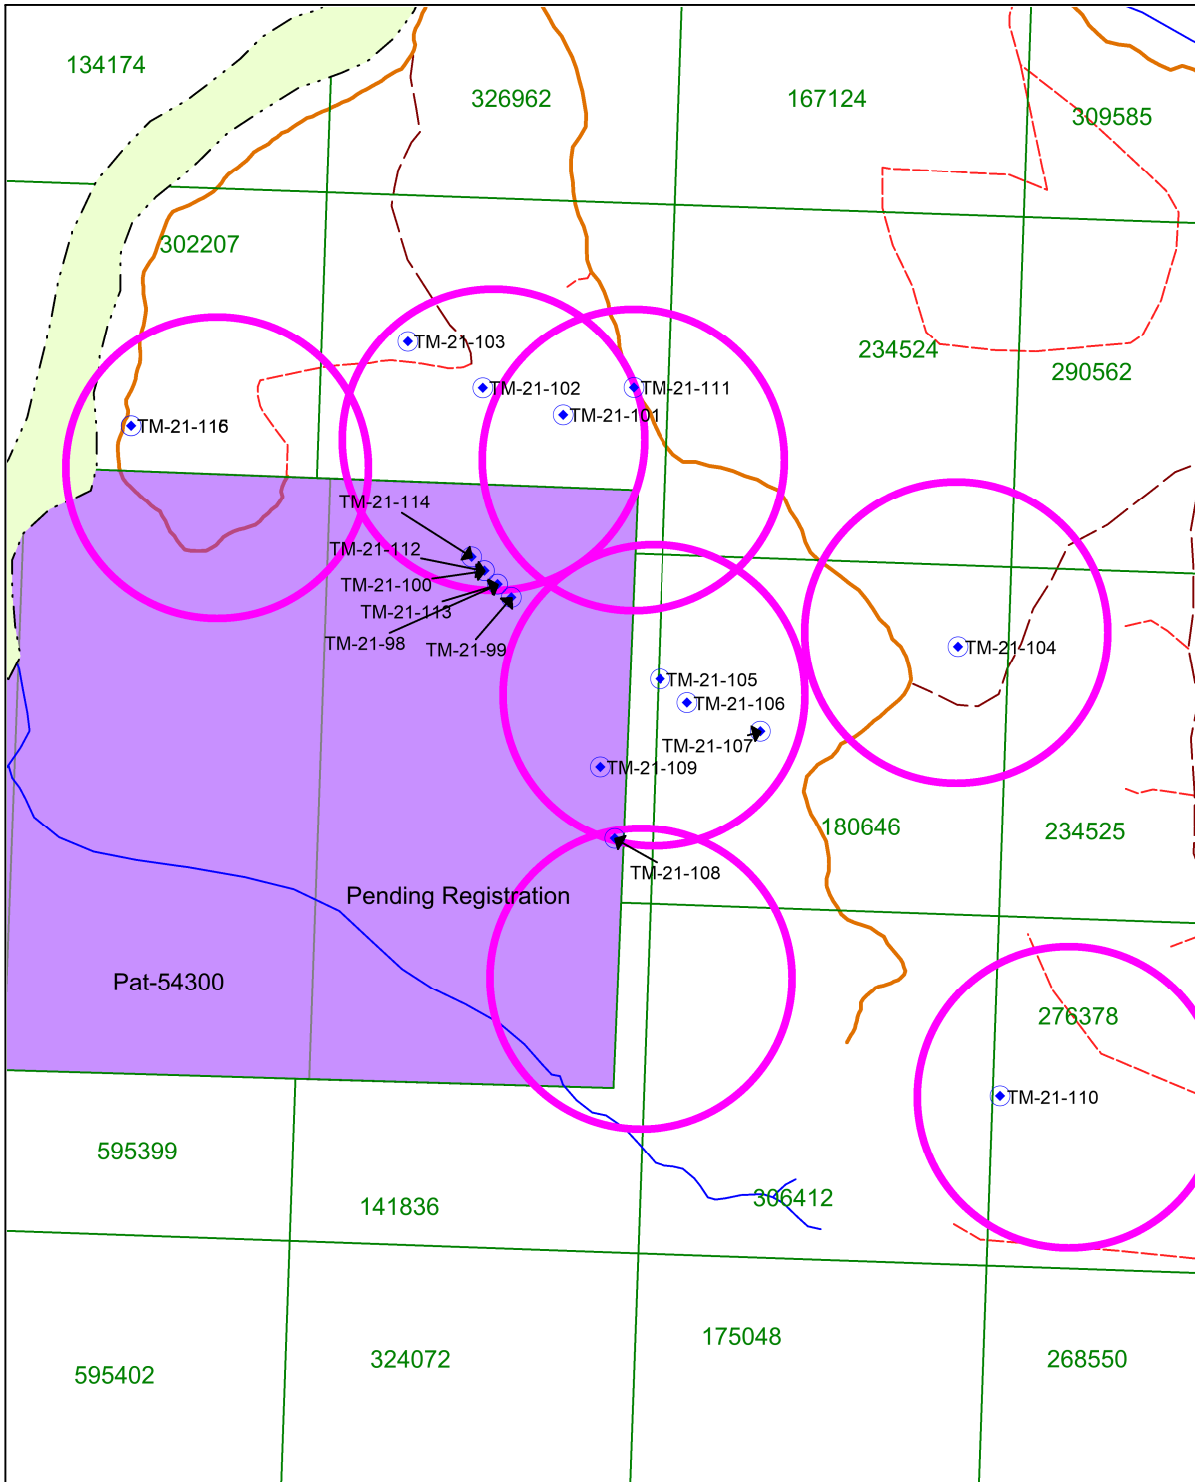 134174
326962
167124
309585
302207
TM-21-103
234524
290562
TM-21-102
TM-21-111
TM-21-101
TM-21-116
TM-21-114
TM-21-112
TM-21-100
TM-21-113
TM-21-98
TM-21-99
TM-21-104
TM-21-105
TM-21-106
TM-21-107
TM-21-109
180646
234525
TM-21-108
Pending Registration
Pat-54300
276378
TM-21-110
595399
141836
306412
175048
324072
268550
595402